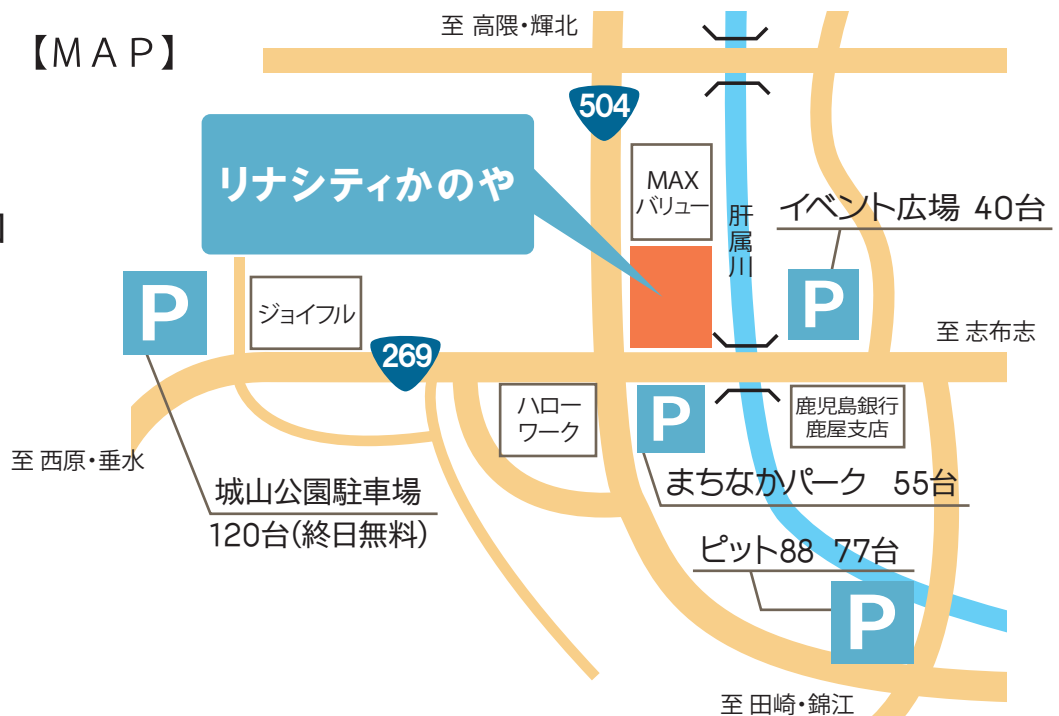 至 高隈・輝北
【MAP】
504
リナシティかのや
MAX
バリュー
肝属川
イベント広場 40台
P
P
ジョイフル
至 志布志
269
ハロー
ワーク
P
鹿児島銀行
鹿屋支店
至 西原・垂水
城山公園駐車場
120台(終日無料)
まちなかパーク 55台
ピット88 77台
P
至 田崎・錦江